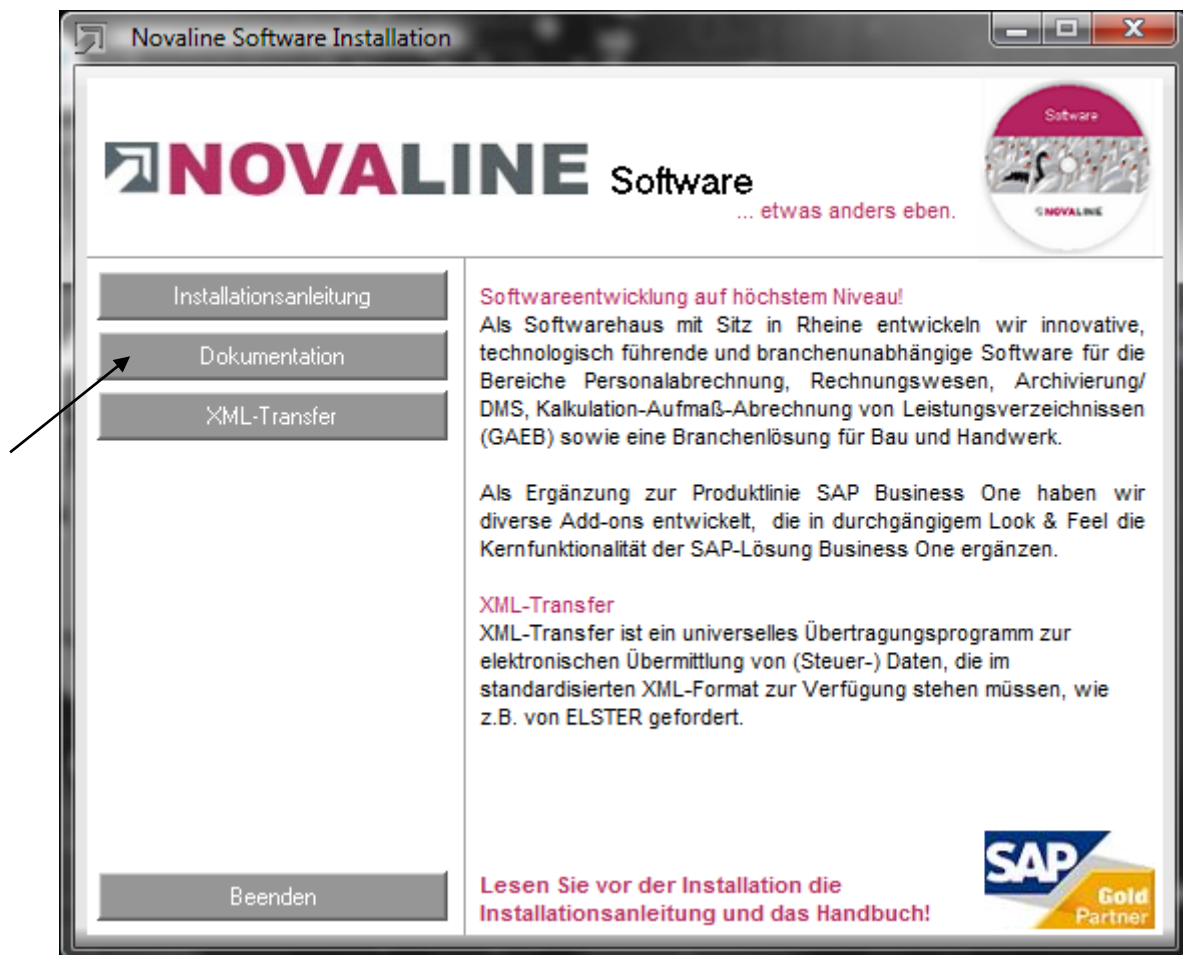 Novaline Software Installation
NOVALINE Software
... etwas anders eben.
Software
NOVALINE
Installationsanleitung
Dokumentation
XML-Transfer
Softwareentwicklung auf höchstem Niveau!
Als Softwarehaus mit Sitz in Rheine entwickeln wir innovative,
technologisch führende und branchenunabhängige Software für die
Bereiche Personalabrechnung, Rechnungswesen, Archivierung/
DMS, Kalkulation-Aufmaß-Abrechnung von Leistungsverzeichnissen
(GAEB) sowie eine Branchenlösung für Bau und Handwerk.
Als Ergänzung zur Produktlinie SAP Business One haben wir
diverse Add-ons entwickelt, die in durchgängigem Look & Feel die
Kernfunktionalität der SAP-Lösung Business One ergänzen.
XML-Transfer
XML-Transfer ist ein universelles Übertragungsprogramm zur
elektronischen Übermittlung von (Steuer-) Daten, die im
standardisierten XML-Format zur Verfügung stehen müssen, wie
z.B. von ELSTER gefordert.
Beenden
Lesen Sie vor der Installation die
Installationsanleitung und das Handbuch!
SAP
Gold
Partner